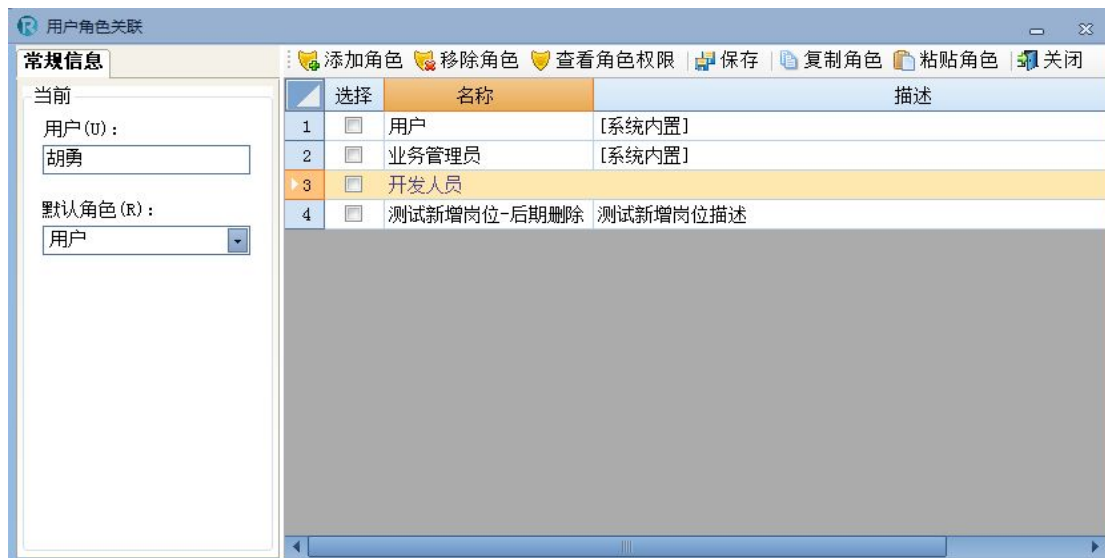 用户角色关联
常规信息
添加角色 移除角色 查看角色权限 保存 复制角色 粘贴角色 关闭
当前
用户(U):
胡勇
默认角色(R):
用户
选择 名称 描述
1 用户 [系统内置]
2 业务管理员 [系统内置]
3 开发人员
4 测试新增岗位-后期删除 测试新增岗位描述